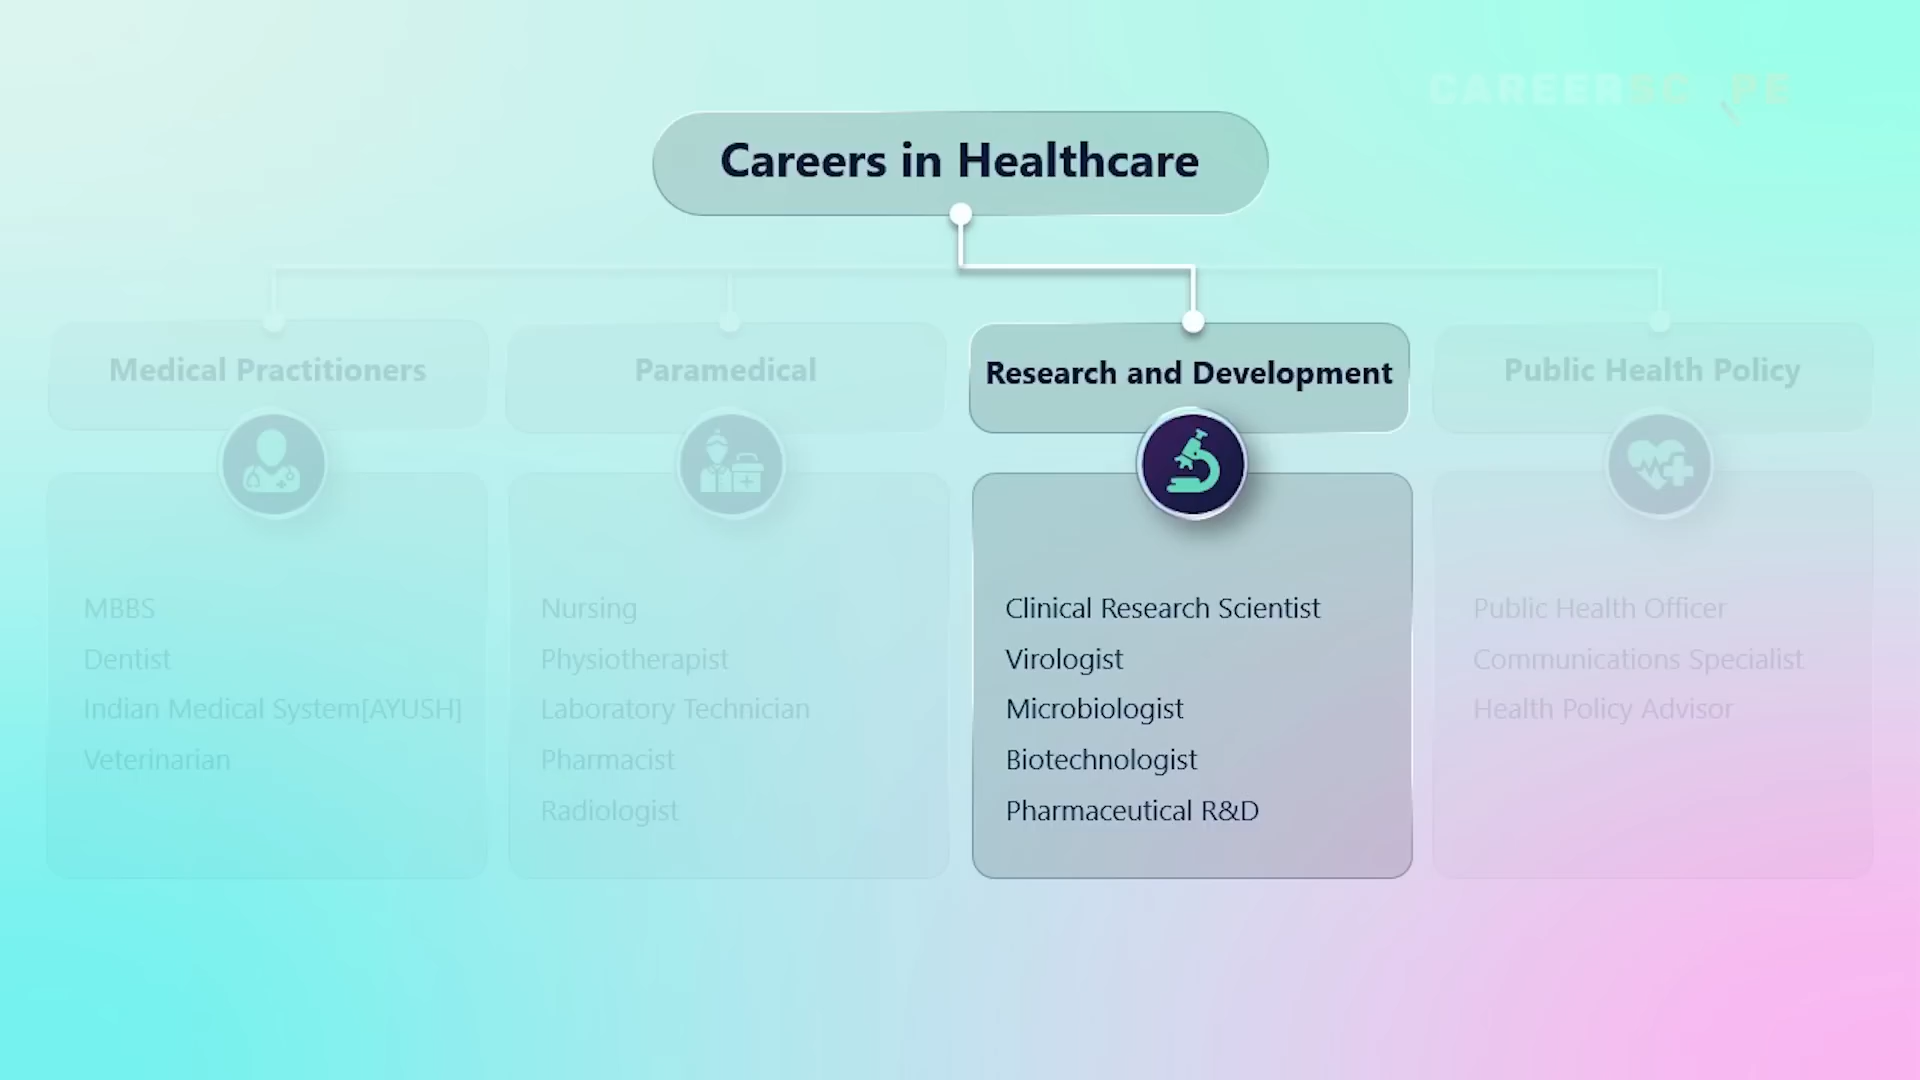 CAREERSC PE
Careers in Healthcare
Medical Practitioners
MBBS
Dentist
Indian Medical System[AYUSH]
Veterinarian
Paramedical
Nursing
Physiotherapist
Laboratory Technician
Pharmacist
Radiologist
Research and Development
Clinical Research Scientist
Virologist
Microbiologist
Biotechnologist
Pharmaceutical R&D
Public Health Policy
Public Health Officer
Communications Specialist
Health Policy Advisor